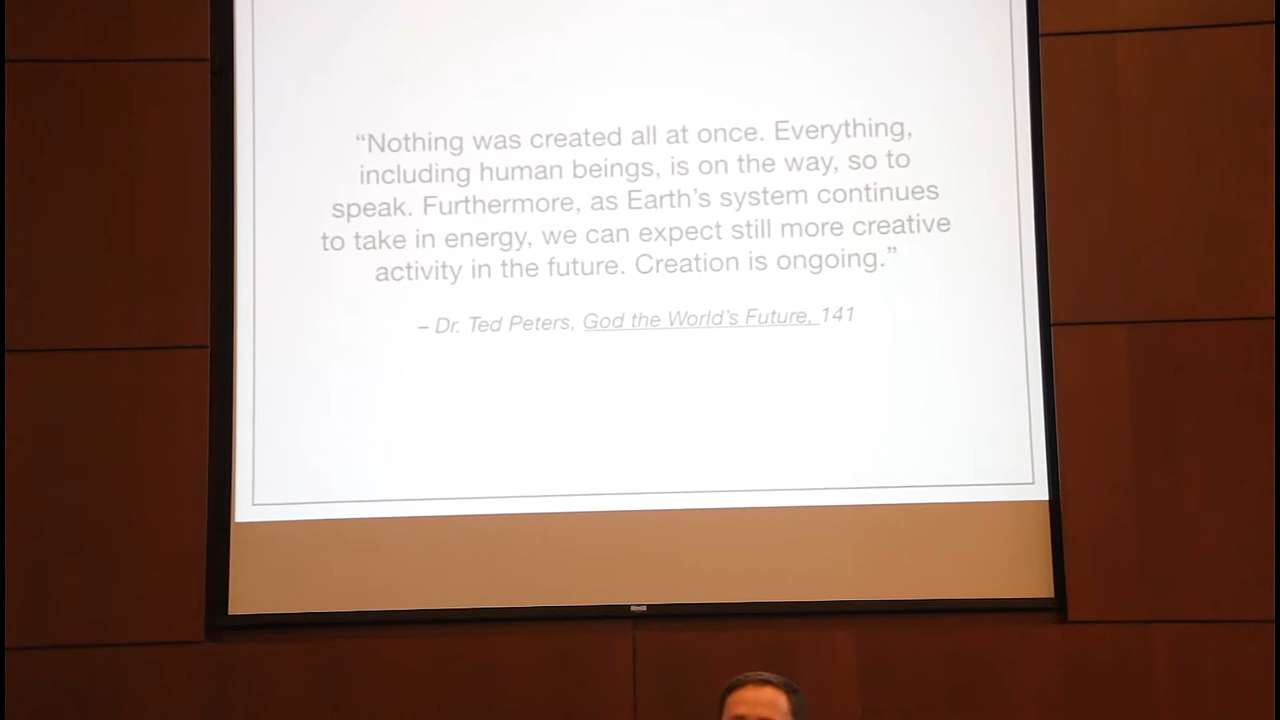 “Nothing was created all at once. Everything,
including human beings, is on the way, so to
speak. Furthermore, as Earth’s system continues
to take in energy, we can expect still more creative
activity in the future. Creation is ongoing.”
– Dr. Ted Peters, God the World’s Future, 141